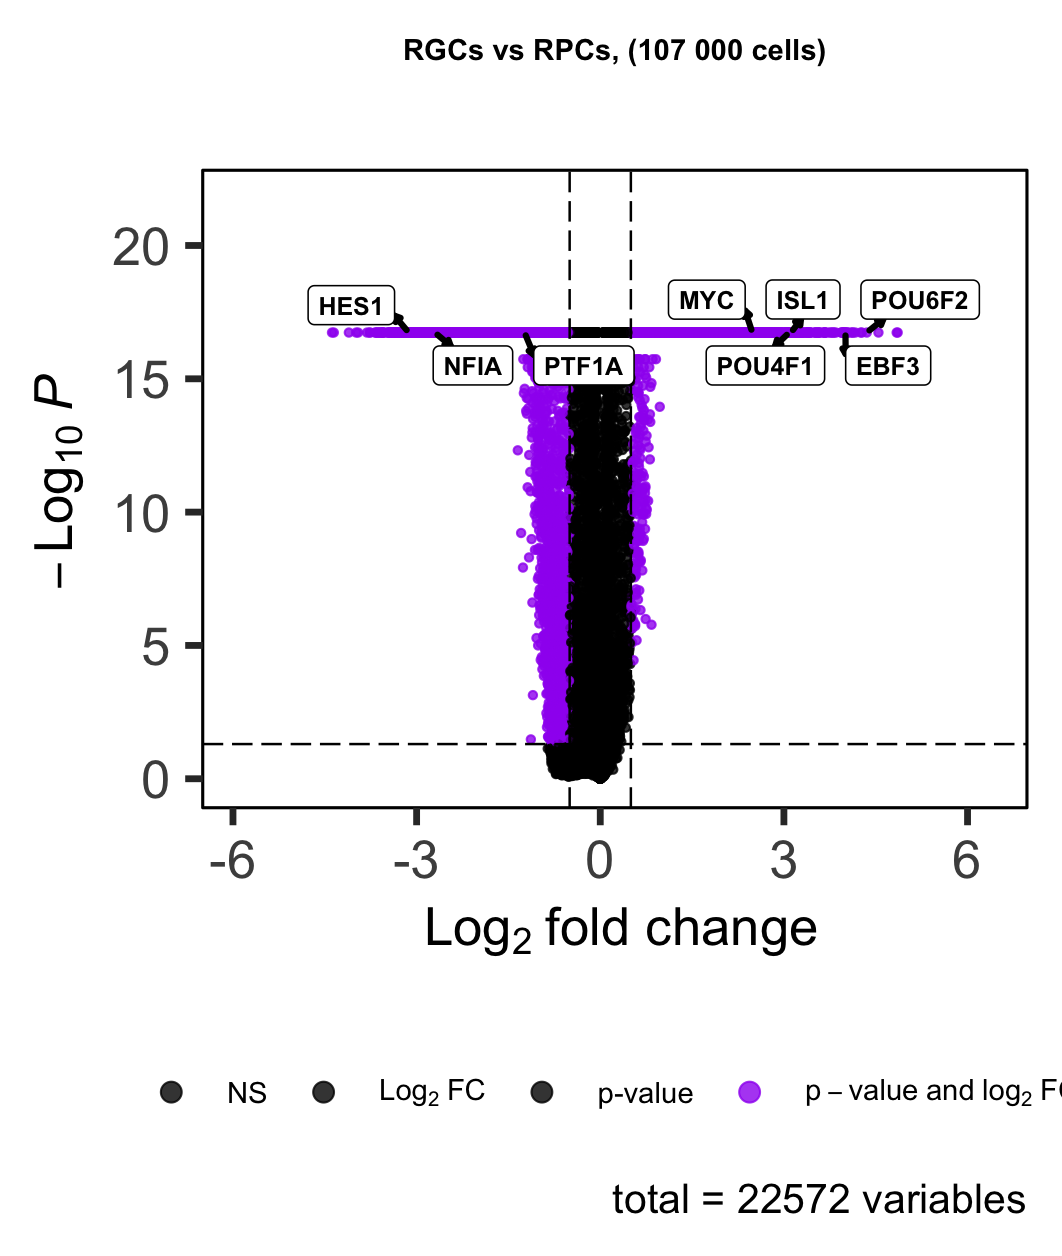 RGCs vs RPCs, (107 000 cells)
20
15
10
5
0
HES1
MYC
ISL1
POU6F2
NFIA
PTF1A
POU4F1
EBF3
– Log10 P
-6
-3
0
3
6
Log2 fold change
NS
Log2 FC
p-value
p – value and log2 FC
total = 22572 variables